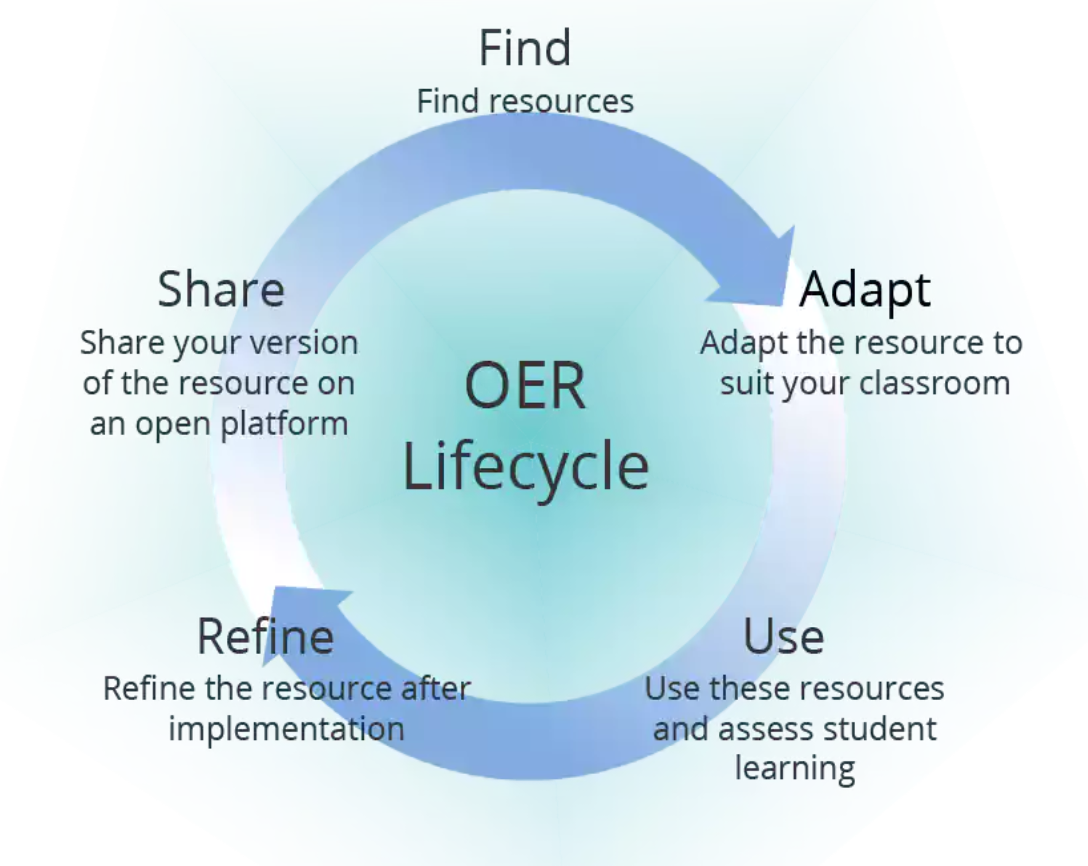 Find
Find resources
Adapt
Adapt the resource to
suit your classroom
Use
Use these resources
and assess student
learning
Refine
Refine the resource after
implementation
Share
Share your version
of the resource on
an open platform
OER
Lifecycle